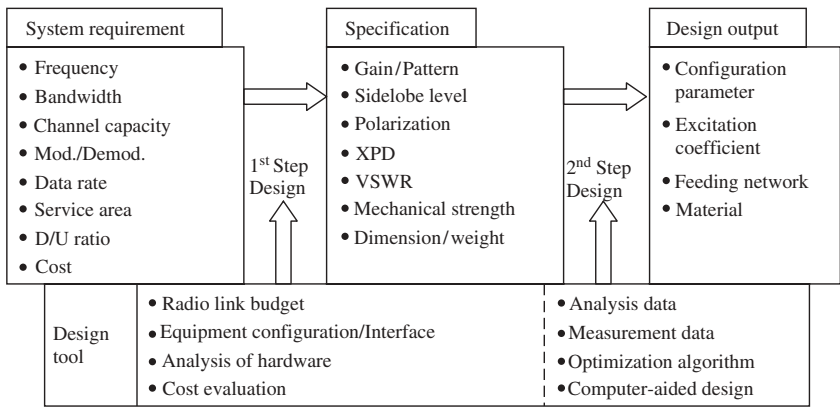 System requirement
• Frequency
• Bandwidth
• Channel capacity
• Mod./Demod.
• Data rate
• Service area
• D/U ratio
• Cost
1st Step
Design
Specification
• Gain/Pattern
• Sidelobe level
• Polarization
• XPD
• VSWR
• Mechanical strength
• Dimension/weight
2nd Step
Design
Design output
• Configuration
parameter
• Excitation
coefficient
• Feeding network
• Material
Design
tool
• Radio link budget
• Equipment configuration/Interface
• Analysis of hardware
• Cost evaluation
• Analysis data
• Measurement data
• Optimization algorithm
• Computer-aided design